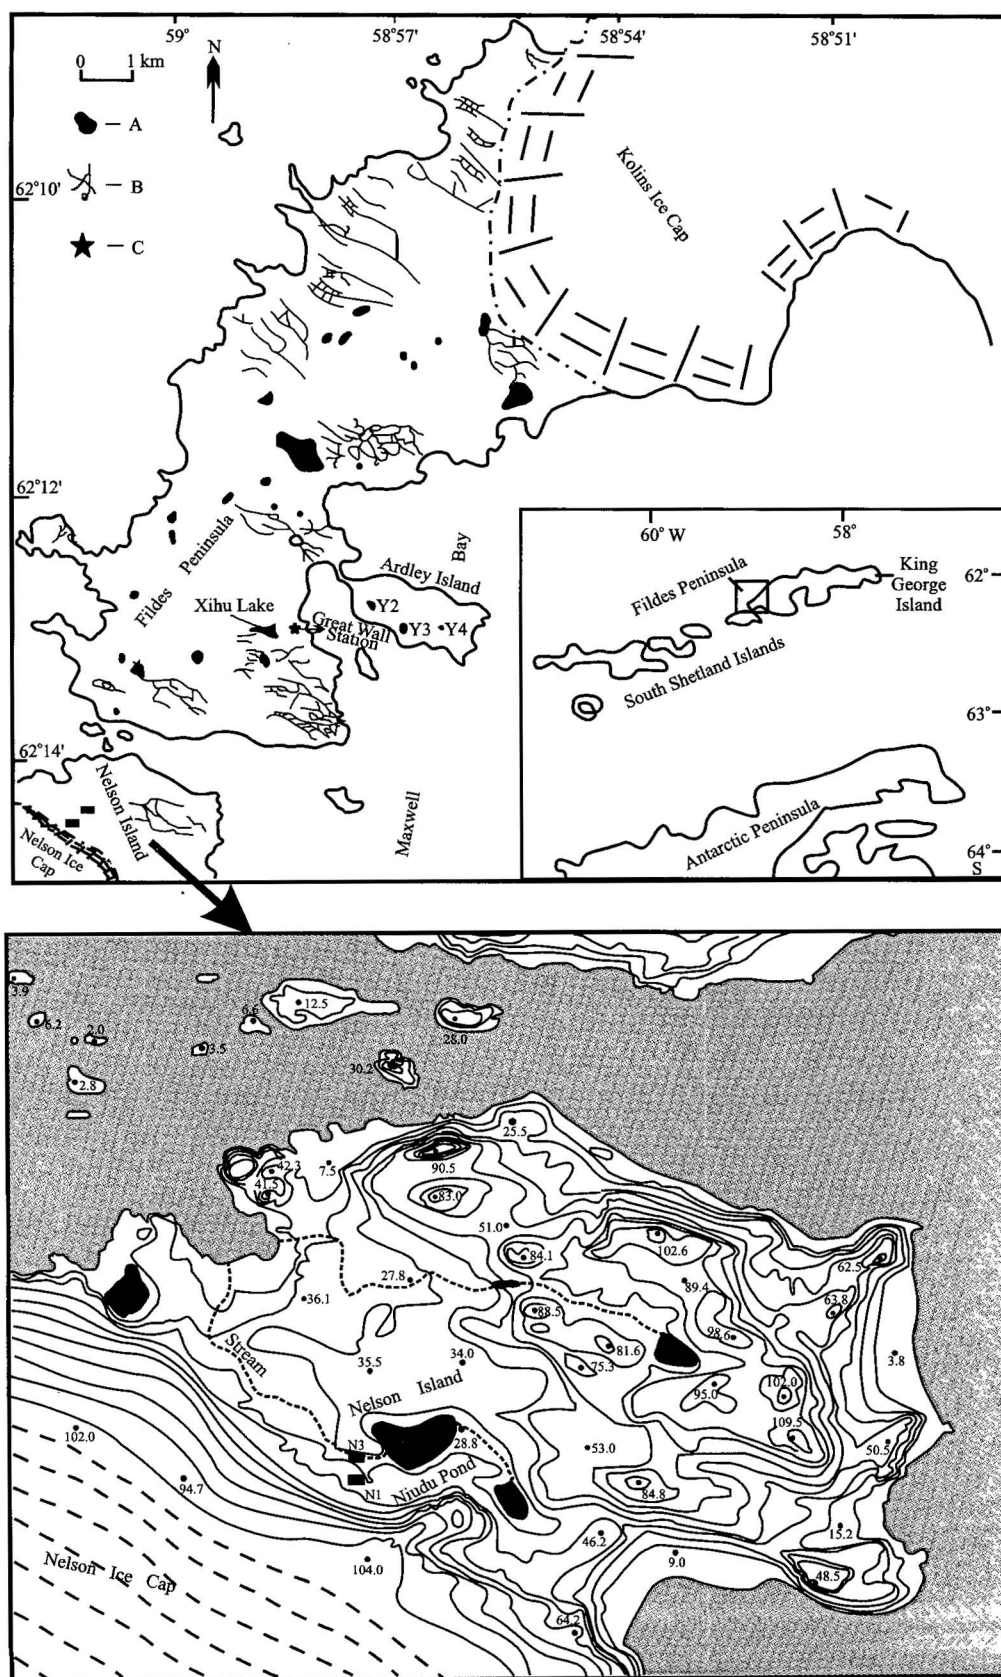 59°
58°57'
58°54'
58°51'
0 1 km
N
A
B
C
62°10'
62°12'
62°14'
Kolins Ice Cap
Fildes Peninsula
Xihu Lake
Great Wall
Station
Ardley Island
Bay
Y2
Y3
Y4
Maxwell
Nelson Island
Nelson Ice
Cap
60° W
58°
62°
63°
64°
S
Fildes Peninsula
King
George
Island
South Shetland Islands
Antarctic Peninsula
3.9
6.2
2.0
2.8
3.5
6.6
12.5
28.0
30.2
25.5
42.3
41.5
7.5
90.5
83.0
51.0
84.1
102.6
62.5
27.8
36.1
89.4
63.8
88.5
98.6
81.6
75.3
3.8
Stream
35.5
34.0
Nelson Island
95.0
102.0
109.5
102.0
94.7
N3
N1
28.8
Niudu Pond
53.0
50.5
84.8
46.2
15.2
9.0
48.5
Nelson Ice Cap
104.0
64.2